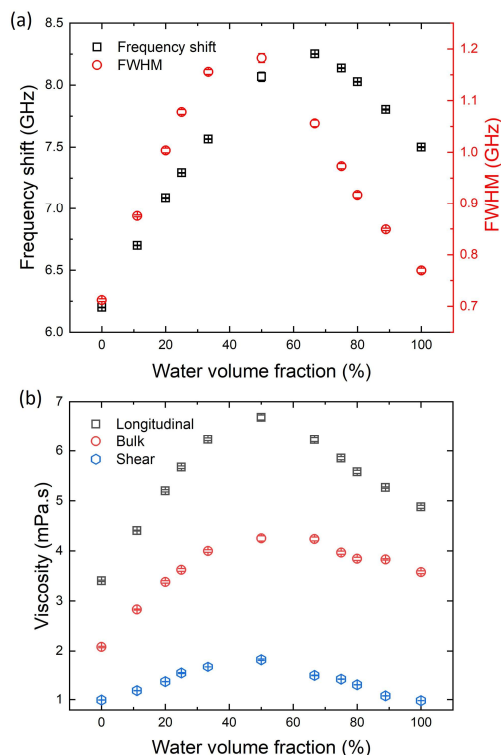 (a)
8.5
8.0
7.5
7.0
6.5
6.0
Frequency shift (GHz)
Frequency shift
FWHM
1.2
1.1
1.0
0.9
0.8
0.7
FWHM (GHz)
0 20 40 60 80 100
Water volume fraction (%)
(b)
7
6
5
4
3
2
1
Viscosity (mPa.s)
Longitudinal
Bulk
Shear
0 20 40 60 80 100
Water volume fraction (%)